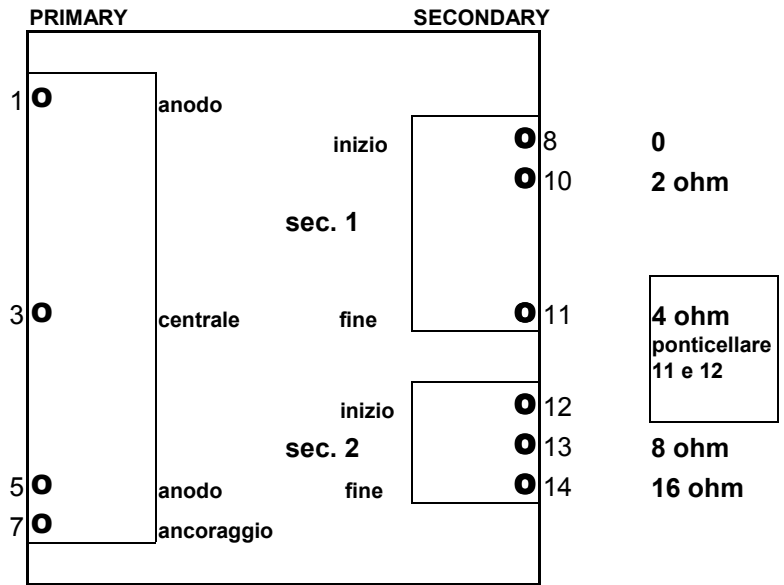 PRIMARY SECONDARY
1 O anodo
inizio O 8 0
O 10 2 ohm
sec. 1
3 O centrale fine O 11 4 ohm
ponticellare
11 e 12
inizio O 12
sec. 2 O 13 8 ohm
5 O anodo fine O 14 16 ohm
7 O ancoraggio